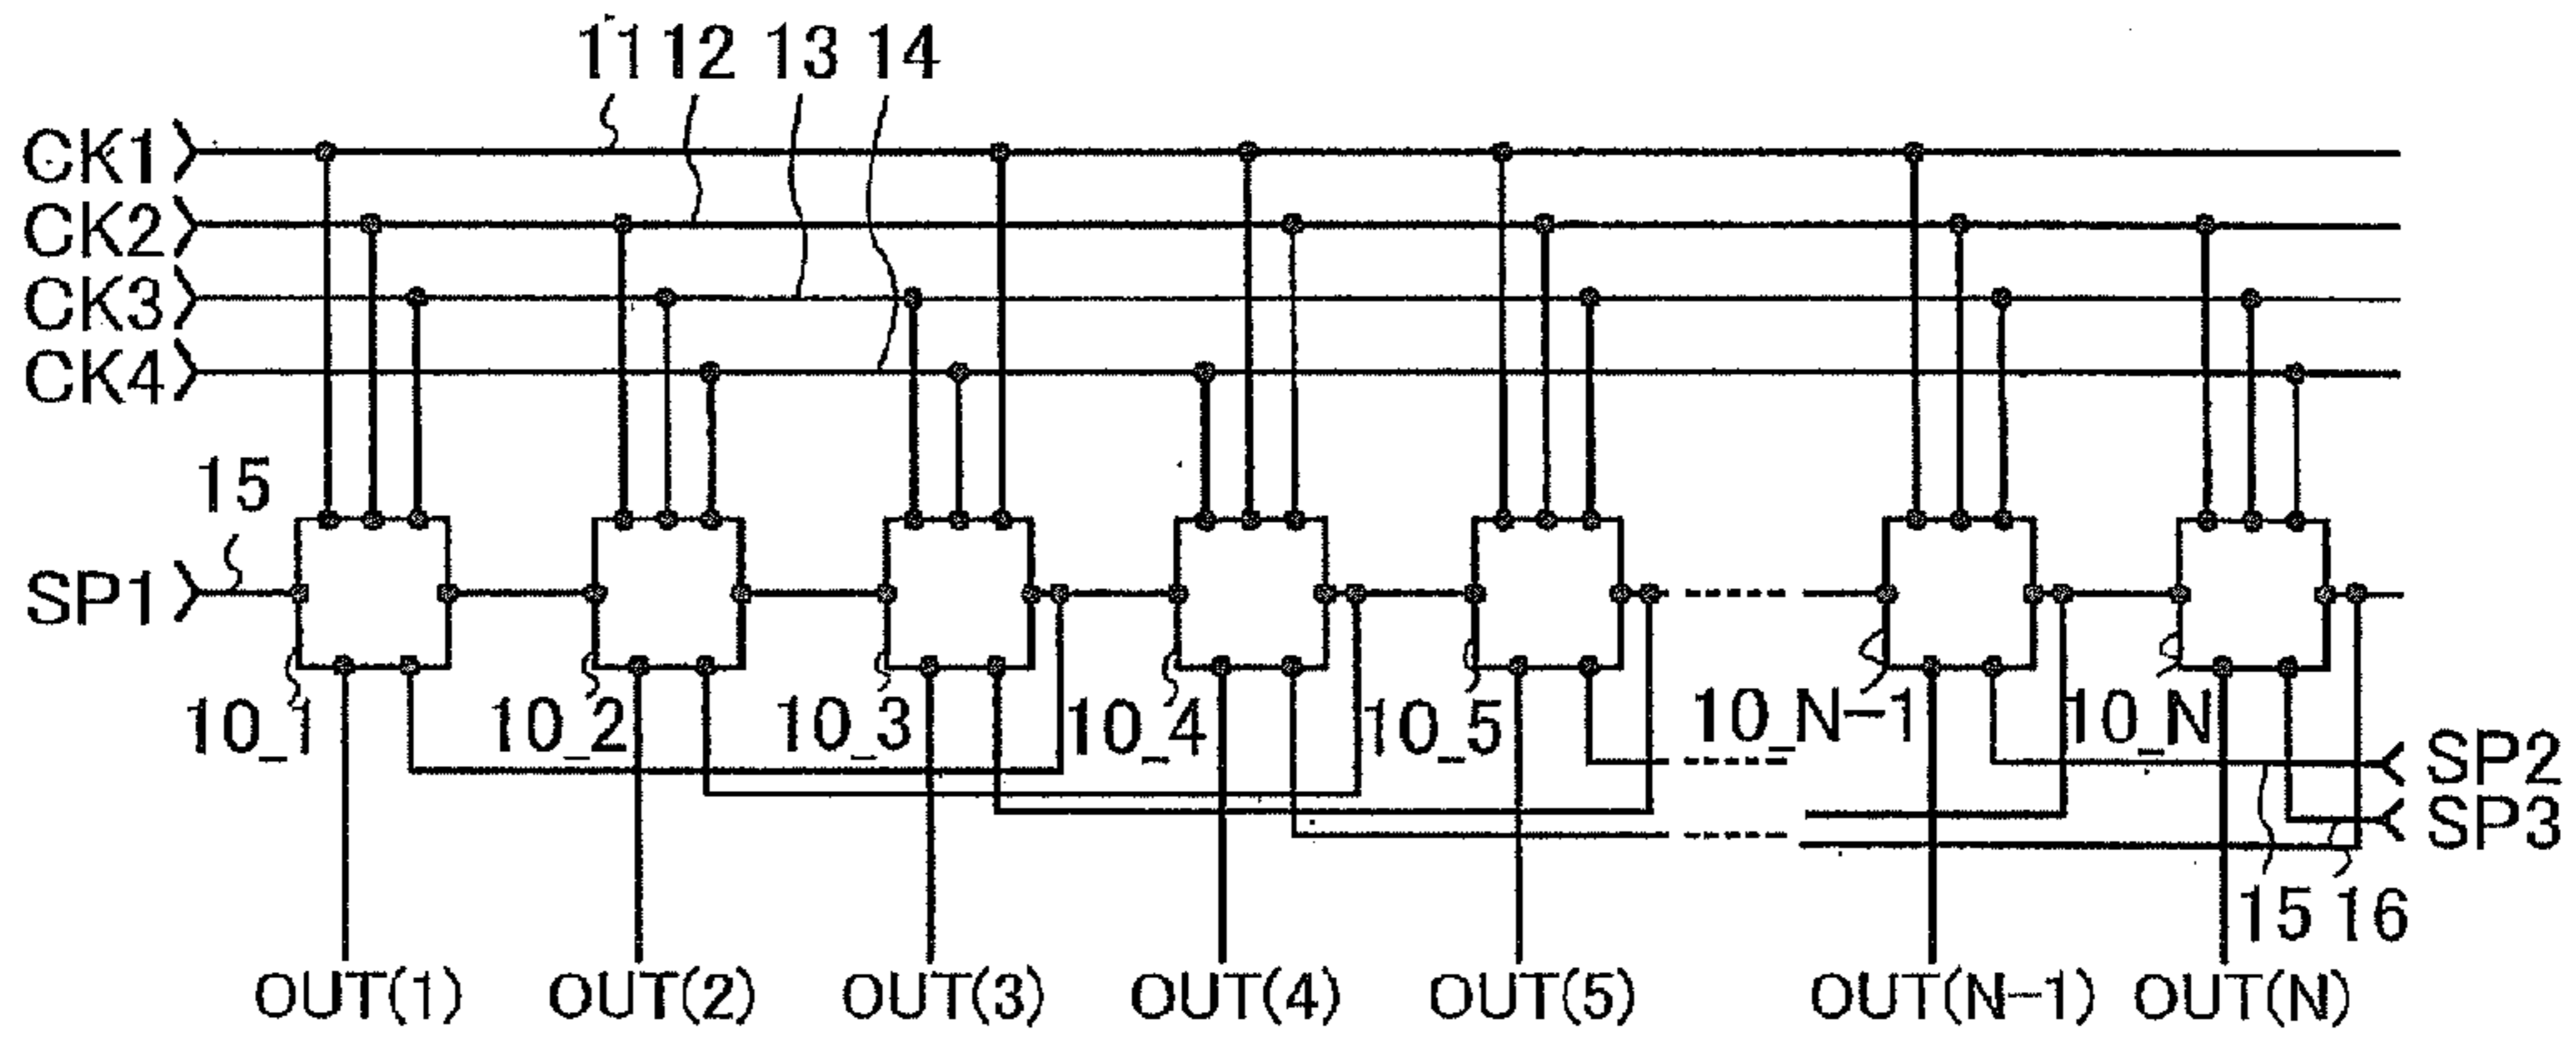 11 12 13 14
CK1
CK2
CK3
CK4
15
SP1
10_1 10_2 10_3 10_4 10_5 10_N-1 10_N
SP2
SP3
15 16
OUT(1) OUT(2) OUT(3) OUT(4) OUT(5) OUT(N-1) OUT(N)